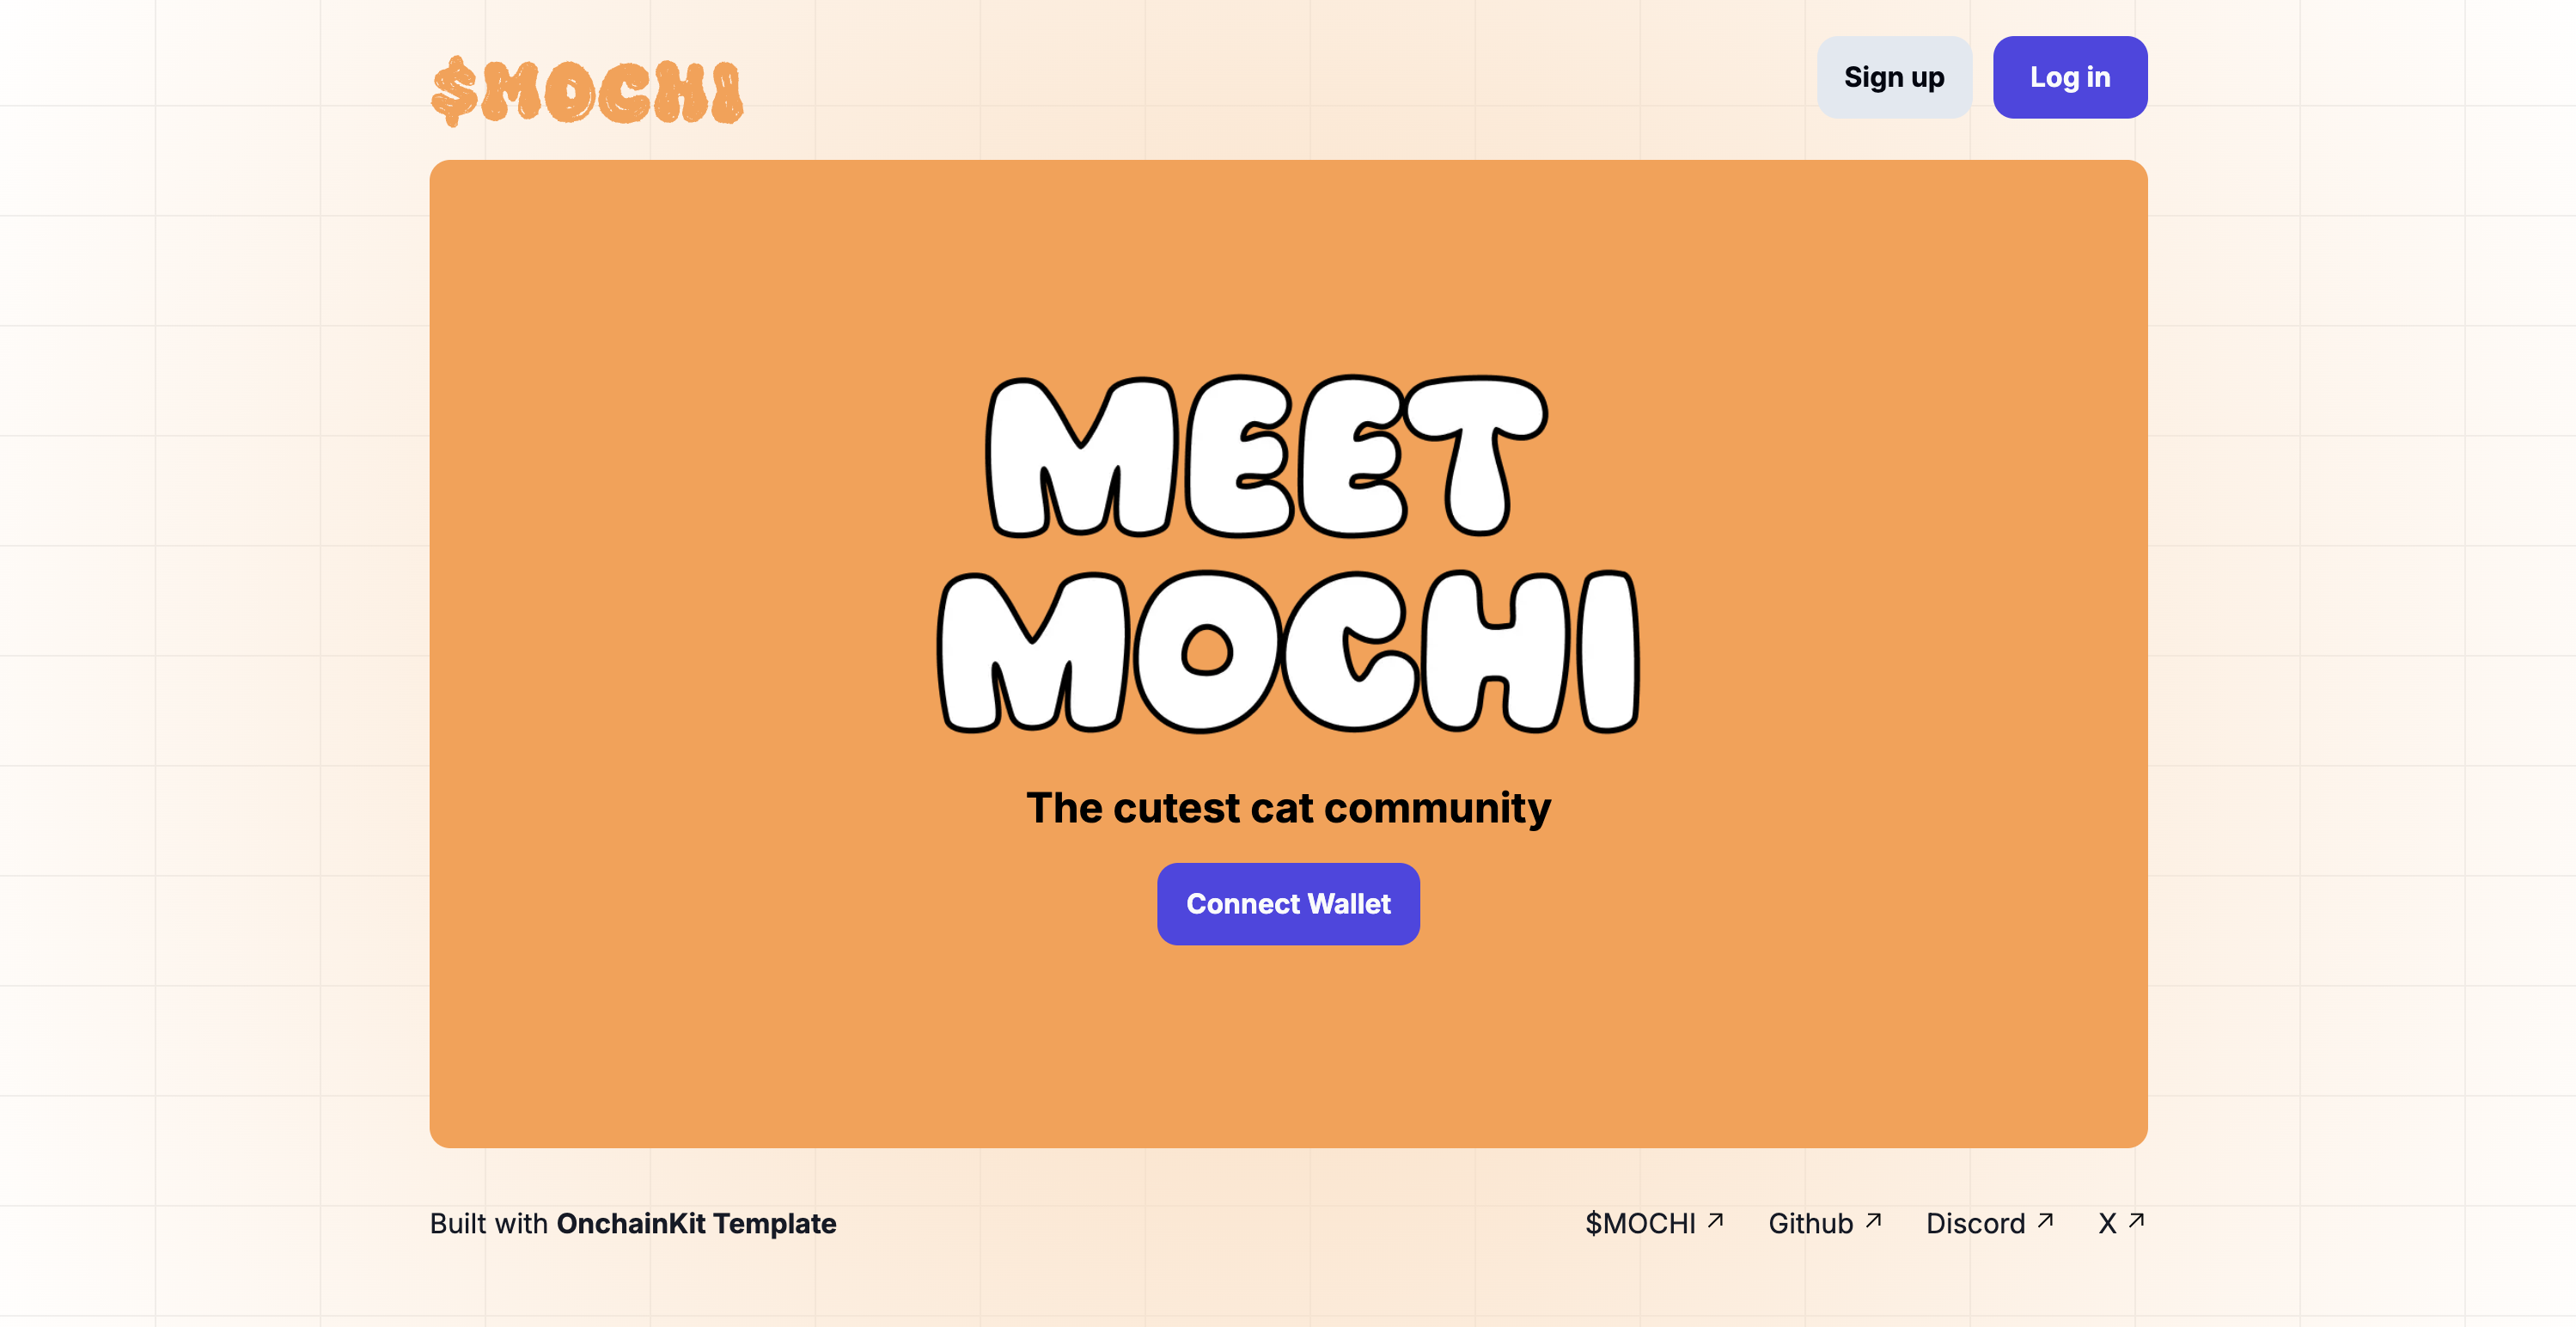 $MOCHI
Sign up
Log in
MEET
MOCHI
The cutest cat community
Connect Wallet
Built with OnchainKit Template
$MOCHI
Github
Discord
X